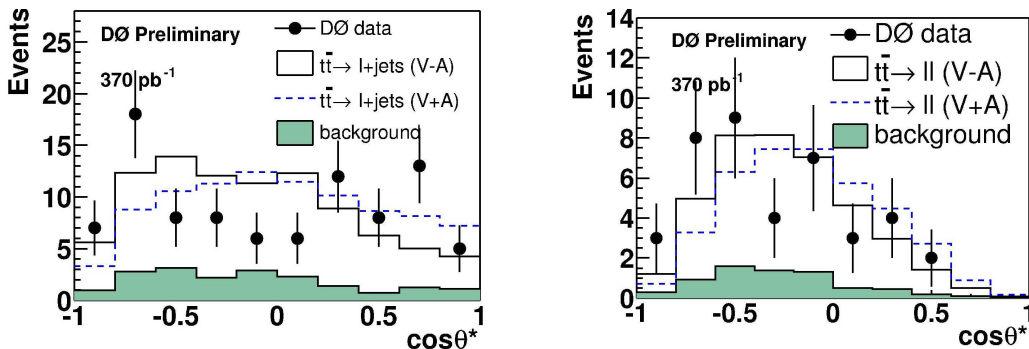 Events
25
20
15
10
5
0
-1
-0.5
0
0.5
1
cosθ*
DØ Preliminary
370 pb⁻¹
DØ data
tt̄→ l+jets (V-A)
tt̄→ l+jets (V+A)
background
Events
14
12
10
8
6
4
2
0
-1
-0.5
0
0.5
1
cosθ*
DØ Preliminary
370 pb⁻¹
DØ data
tt̄→ ll (V-A)
tt̄→ ll (V+A)
background